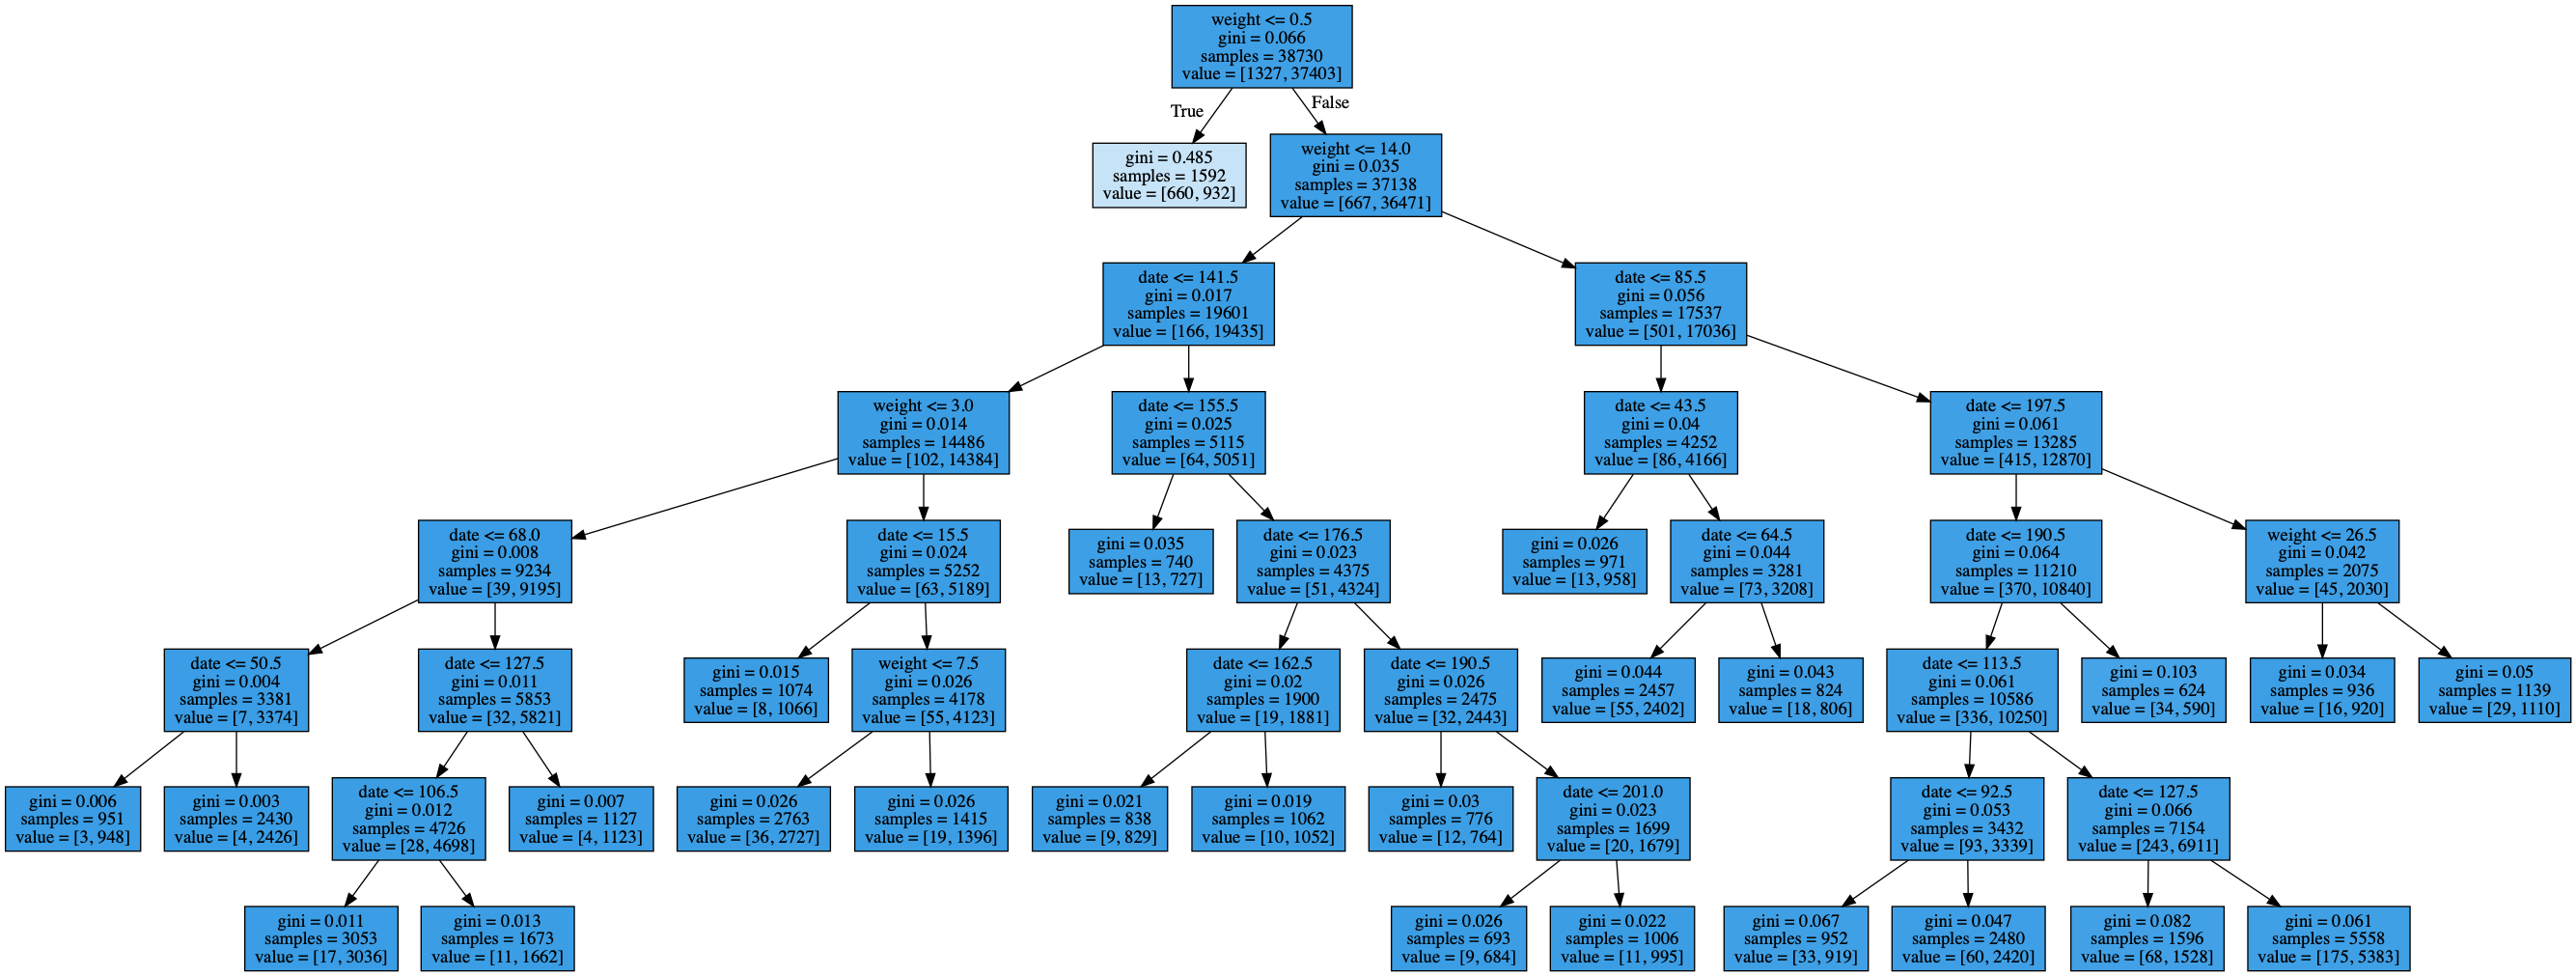 weight <= 0.5
gini = 0.066
samples = 38730
value = [1327, 37403]
True
False
gini = 0.485
samples = 1592
value = [660, 932]
weight <= 14.0
gini = 0.035
samples = 37138
value = [667, 36471]
date <= 141.5
gini = 0.017
samples = 19601
value = [166, 19435]
date <= 85.5
gini = 0.056
samples = 17537
value = [501, 17036]
weight <= 3.0
gini = 0.014
samples = 14486
value = [102, 14384]
date <= 155.5
gini = 0.025
samples = 5115
value = [64, 5051]
date <= 43.5
gini = 0.04
samples = 4252
value = [86, 4166]
date <= 197.5
gini = 0.061
samples = 13285
value = [415, 12870]
date <= 68.0
gini = 0.008
samples = 9234
value = [39, 9195]
date <= 15.5
gini = 0.024
samples = 5252
value = [63, 5189]
gini = 0.035
samples = 740
value = [13, 727]
date <= 176.5
gini = 0.023
samples = 4375
value = [51, 4324]
gini = 0.026
samples = 971
value = [13, 958]
date <= 64.5
gini = 0.044
samples = 3281
value = [73, 3208]
date <= 190.5
gini = 0.064
samples = 11210
value = [370, 10840]
weight <= 26.5
gini = 0.042
samples = 2075
value = [45, 2030]
date <= 50.5
gini = 0.004
samples = 3381
value = [7, 3374]
date <= 127.5
gini = 0.011
samples = 5853
value = [32, 5821]
gini = 0.015
samples = 1074
value = [8, 1066]
weight <= 7.5
gini = 0.026
samples = 4178
value = [55, 4123]
date <= 162.5
gini = 0.02
samples = 1900
value = [19, 1881]
date <= 190.5
gini = 0.026
samples = 2475
value = [32, 2443]
gini = 0.044
samples = 2457
value = [55, 2402]
gini = 0.043
samples = 824
value = [18, 806]
date <= 113.5
gini = 0.061
samples = 10586
value = [336, 10250]
gini = 0.103
samples = 624
value = [34, 590]
gini = 0.034
samples = 936
value = [16, 920]
gini = 0.05
samples = 1139
value = [29, 1110]
gini = 0.006
samples = 951
value = [3, 948]
gini = 0.003
samples = 2430
value = [4, 2426]
date <= 106.5
gini = 0.012
samples = 4726
value = [28, 4698]
gini = 0.007
samples = 1127
value = [4, 1123]
gini = 0.026
samples = 2763
value = [36, 2727]
gini = 0.026
samples = 1415
value = [19, 1396]
gini = 0.021
samples = 838
value = [9, 829]
gini = 0.019
samples = 1062
value = [10, 1052]
gini = 0.03
samples = 776
value = [12, 764]
date <= 201.0
gini = 0.023
samples = 1699
value = [20, 1679]
date <= 92.5
gini = 0.053
samples = 3432
value = [93, 3339]
date <= 127.5
gini = 0.066
samples = 7154
value = [243, 6911]
gini = 0.011
samples = 3053
value = [17, 3036]
gini = 0.013
samples = 1673
value = [11, 1662]
gini = 0.026
samples = 693
value = [9, 684]
gini = 0.022
samples = 1006
value = [11, 995]
gini = 0.067
samples = 952
value = [33, 919]
gini = 0.047
samples = 2480
value = [60, 2420]
gini = 0.082
samples = 1596
value = [68, 1528]
gini = 0.061
samples = 5558
value = [175, 5383]